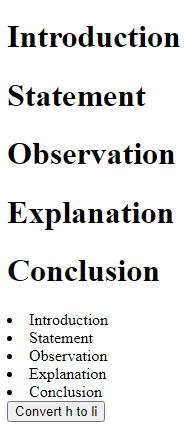 Introduction
Statement
Observation
Explanation
Conclusion
• Introduction
• Statement
• Observation
• Explanation
• Conclusion
Convert h to li